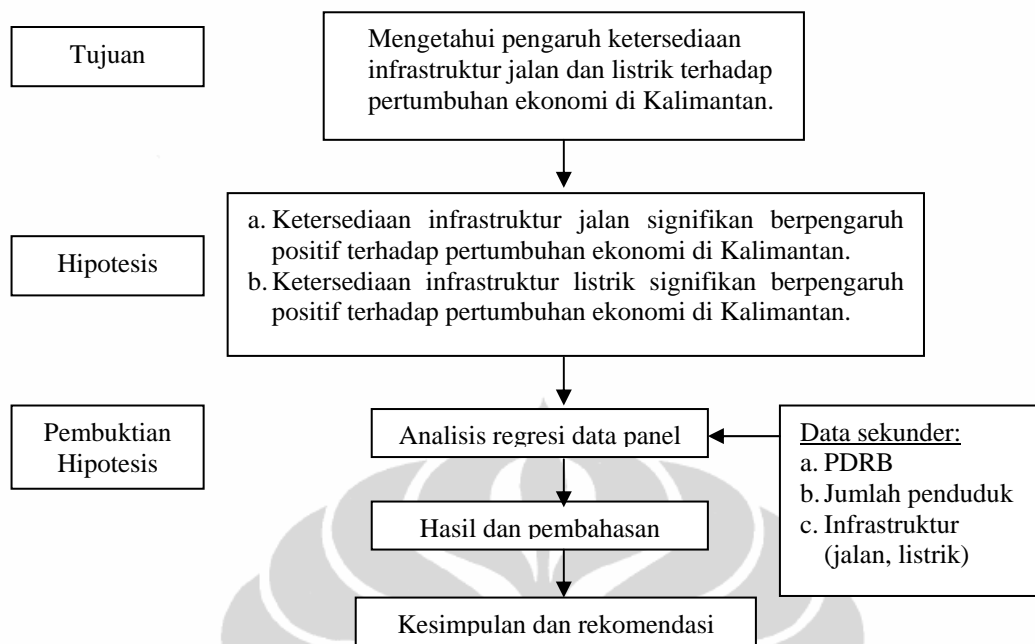 Tujuan
Mengetahui pengaruh ketersediaan
infrastruktur jalan dan listrik terhadap
pertumbuhan ekonomi di Kalimantan.
Hipotesis
a. Ketersediaan infrastruktur jalan signifikan berpengaruh
positif terhadap pertumbuhan ekonomi di Kalimantan.
b. Ketersediaan infrastruktur listrik signifikan berpengaruh
positif terhadap pertumbuhan ekonomi di Kalimantan.
Pembuktian
Hipotesis
Analisis regresi data panel
Data sekunder:
a. PDRB
b. Jumlah penduduk
c. Infrastruktur
(jalan, listrik)
Hasil dan pembahasan
Kesimpulan dan rekomendasi